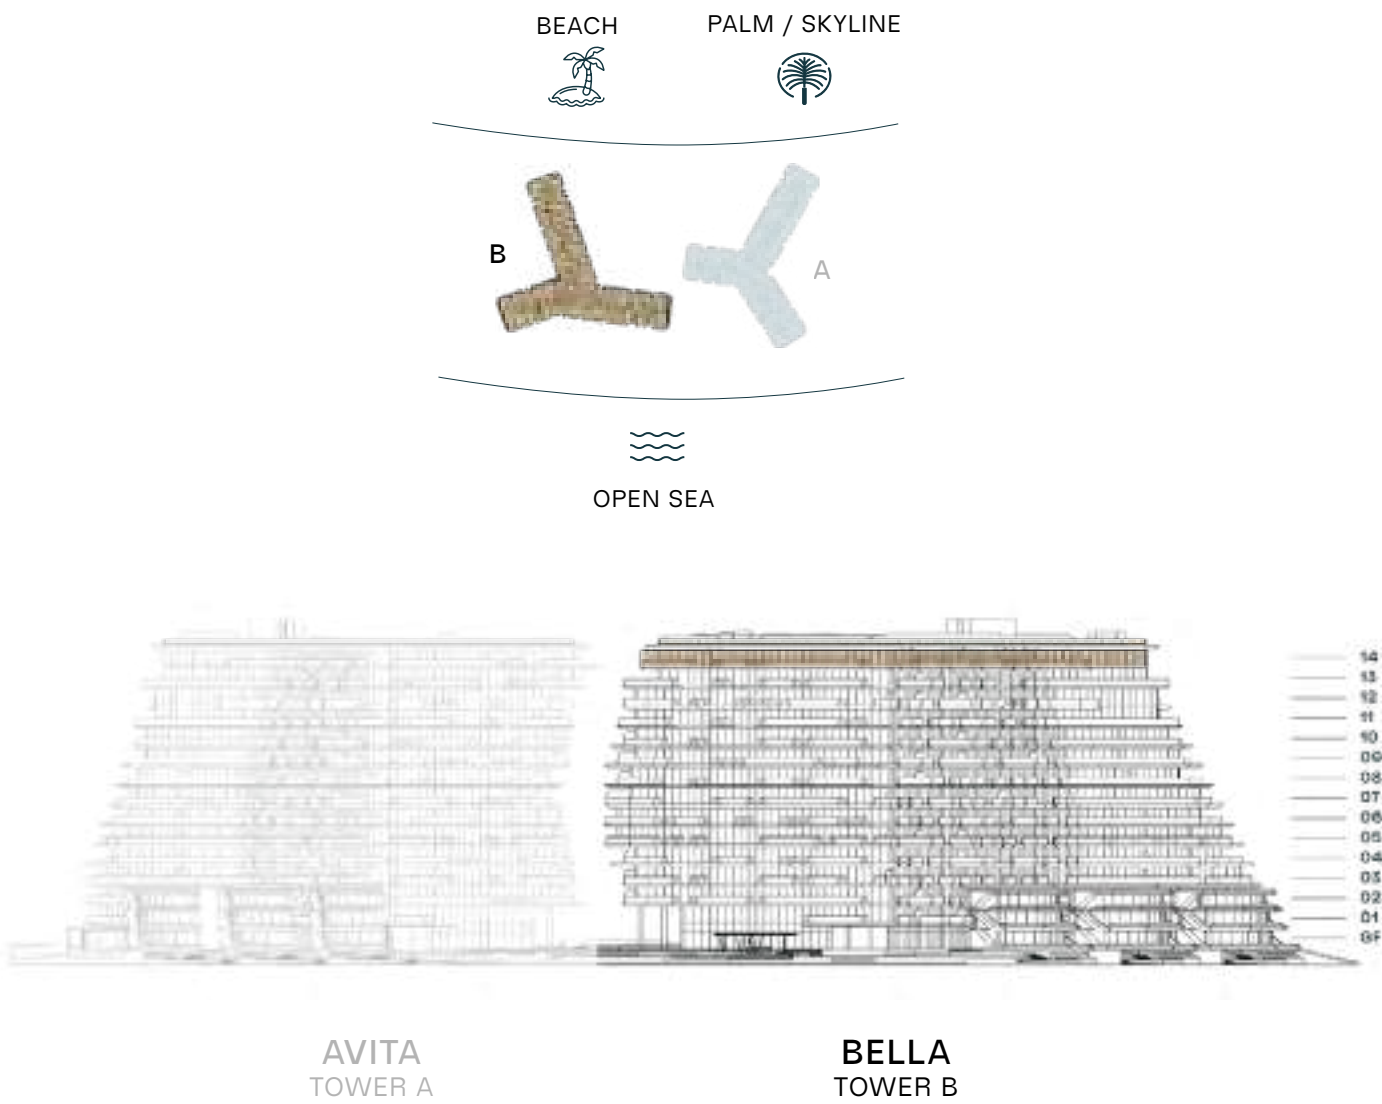 BEACH
PALM / SKYLINE
B
A
OPEN SEA
14
13
12
11
10
09
08
07
06
05
04
03
02
01
GF
AVITA
TOWER A
BELLA
TOWER B